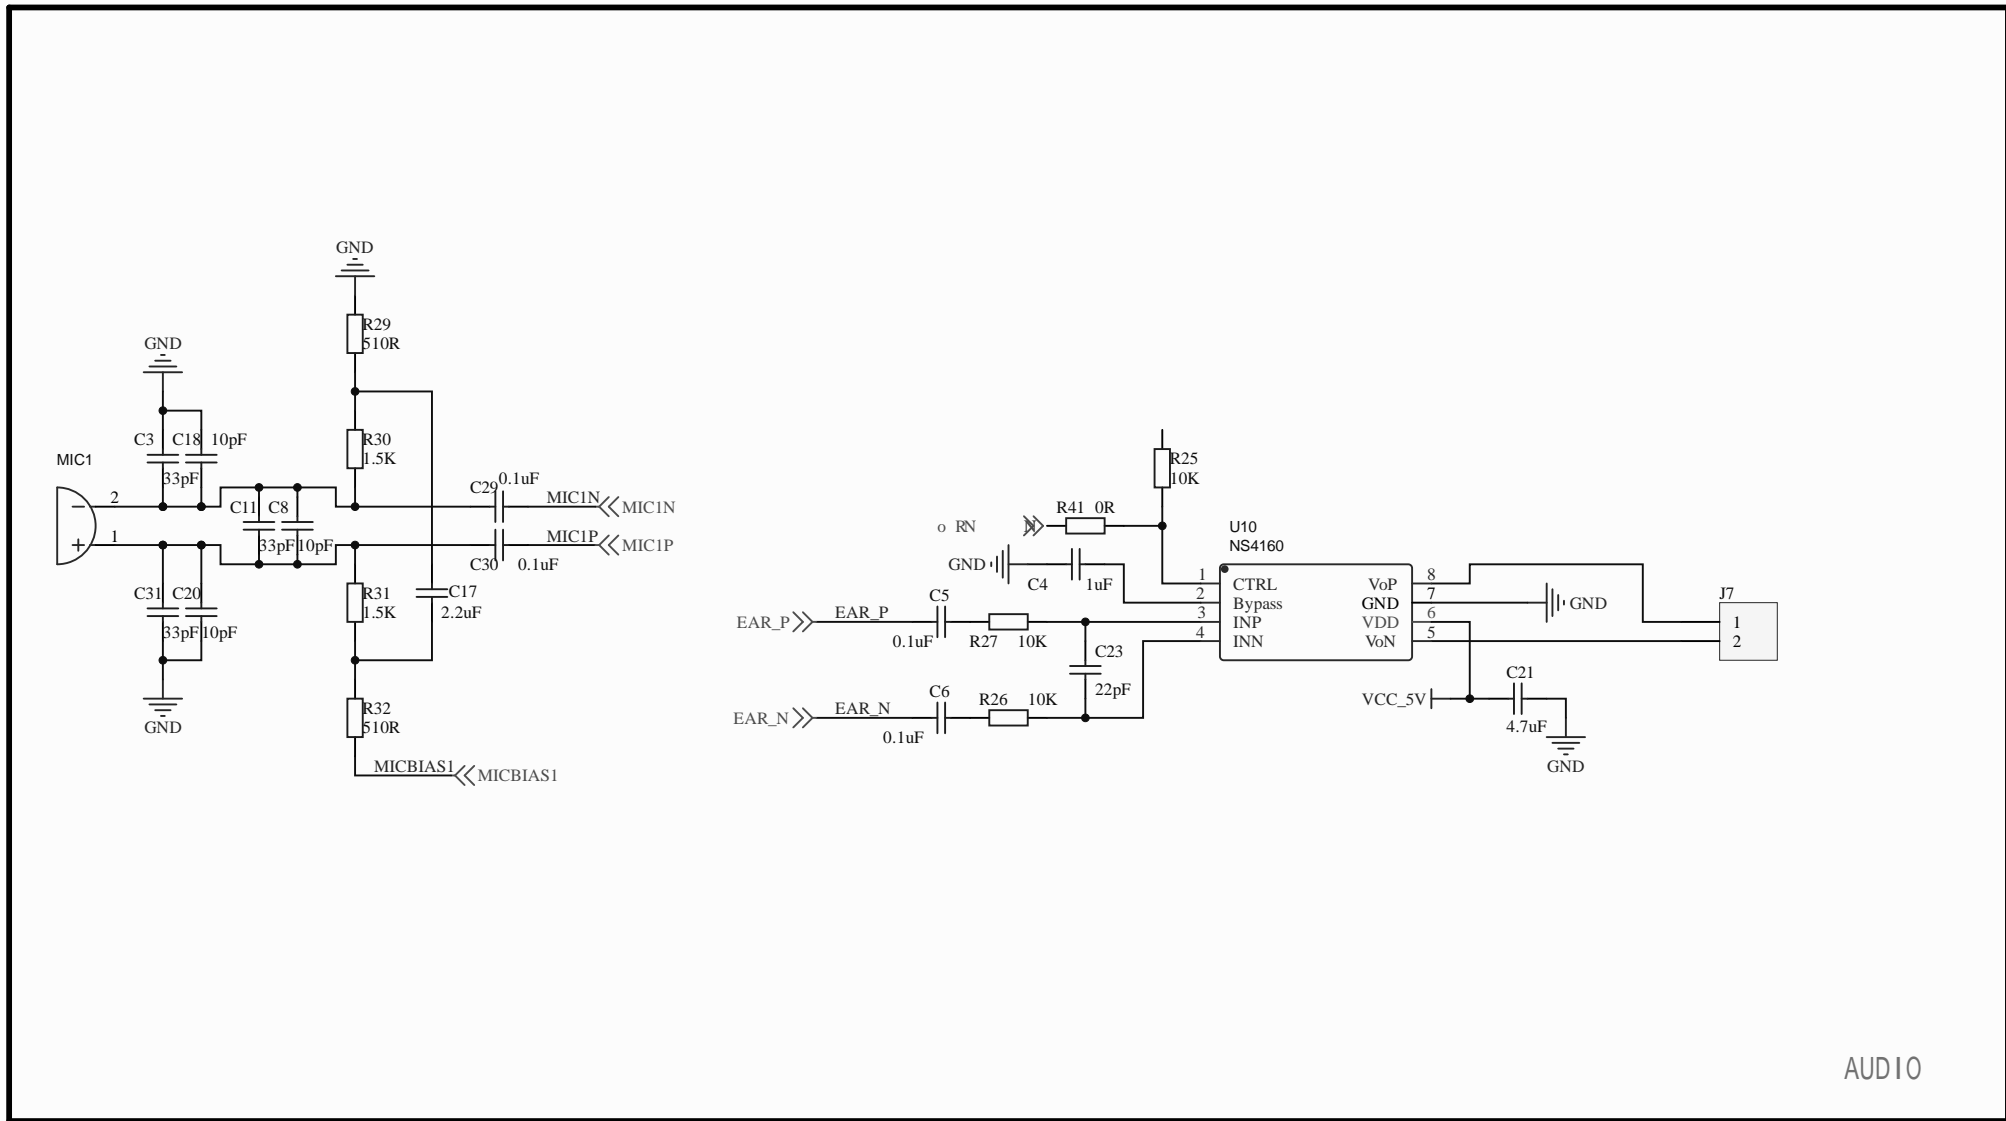 GND
R29
510R
GND
C3 C18 10pF
33pF
R30
1.5K
MIC1
2
1
C11 C8
33pF 10pF
C29 0.1uF
MIC1N
MIC1N
MIC1P
MIC1P
C30 0.1uF
C31 C20
33pF 10pF
R31
1.5K
C17
2.2uF
GND
R32
510R
MICBIAS1
MICBIAS1
R25
10K
R41 0R
GND
C4 1uF
U10
NS4160
1 CTRL
2 Bypass
3 INP
4 INN
VoP 8
GND 7
VDD 6
VoN 5
GND
J7
1
2
EAR_P
EAR_P
C5
0.1uF
R27 10K
C23
22pF
EAR_N
EAR_N
C6
0.1uF
R26 10K
VCC_5V
C21
4.7uF
GND
AUDIO